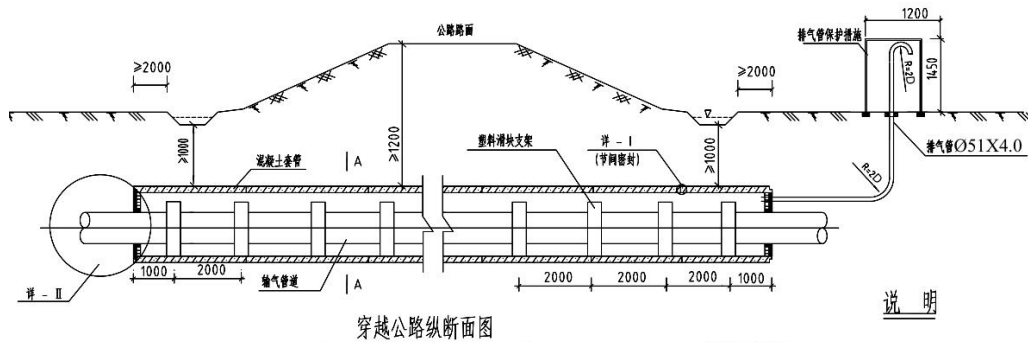 公路路面
1200
排气管保护措施
R=2D
1450
≥2000
≥2000
≥1000
≥1200
≥1000
混凝土套管
A
塑料滑块支架
详-Ⅰ
(节间密封)
排气管Ø51X4.0
R=2D
1000
2000
输气管道
A
2000
2000
2000
1000
详-Ⅱ
说 明
穿越公路纵断面图